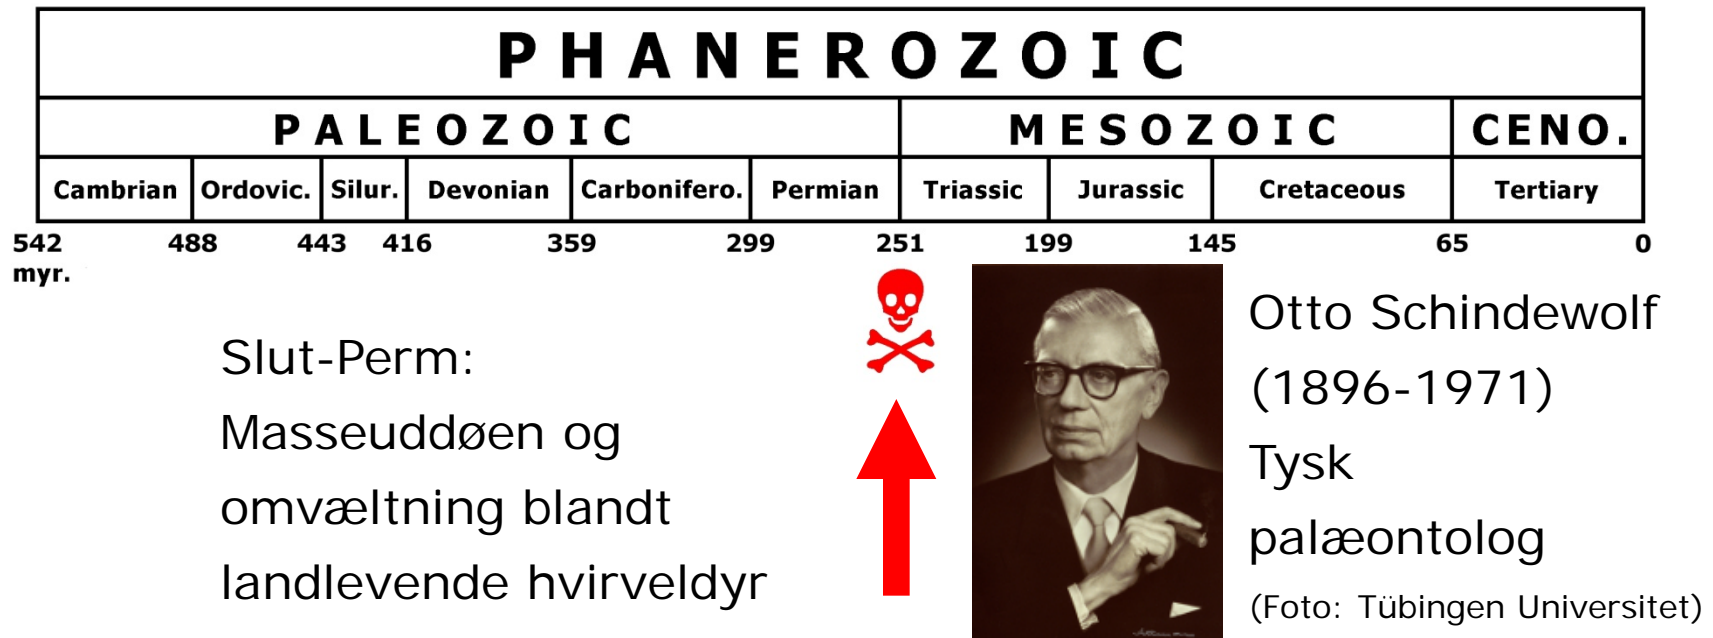 PHANEROZOIC
PALEOZOIC MESOZOIC CENO.
Cambrian Ordovic. Silur. Devonian Carbonifero. Permian Triassic Jurassic Cretaceous Tertiary
542 488 443 416 359 299 251 199 145 65 0
myr.
Slut-Perm:
Masseuddøen og
omvæltning blandt
landlevende hvirveldyr
Otto Schindewolf
(1896-1971)
Tysk
palæontolog
(Foto: Tübingen Universitet)